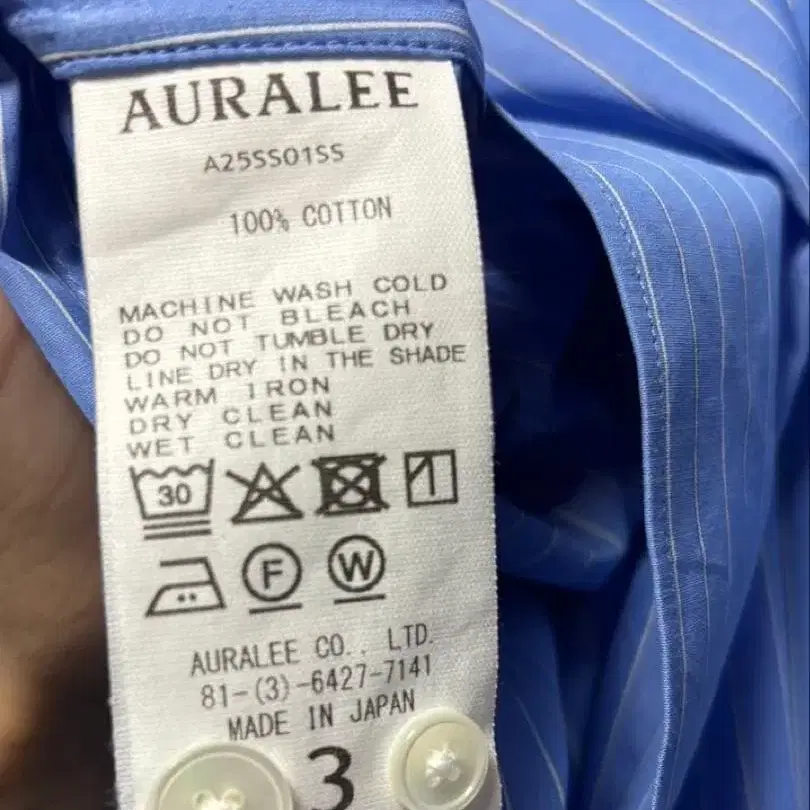 AURALEE
A25SS01SS
100% COTTON
MACHINE WASH COLD
DO NOT BLEACH
DO NOT TUMBLE DRY
LINE DRY IN THE SHADE
WARM IRON
DRY CLEAN
WET CLEAN
30
F W
AURALEE CO., LTD.
81-(3)-6427-7141
MADE IN JAPAN
3